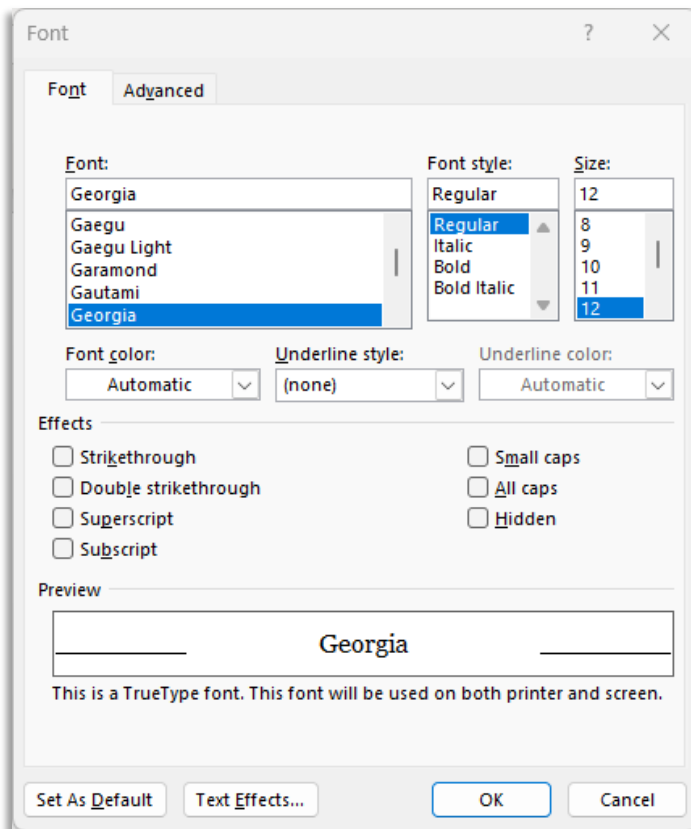 Font ?
Font Advanced
Font: Font style: Size:
Georgia Regular 12
Gaegu Regular 8
Gaegu Light Italic 9
Garamond Bold 10
Gautami Bold Italic 11
Georgia 12
Font color: Underline style: Underline color:
Automatic (none) Automatic
Effects
Strikethrough Small caps
Double strikethrough All caps
Superscript Hidden
Subscript
Preview
Georgia
This is a TrueType font. This font will be used on both printer and screen.
Set As Default Text Effects... OK Cancel